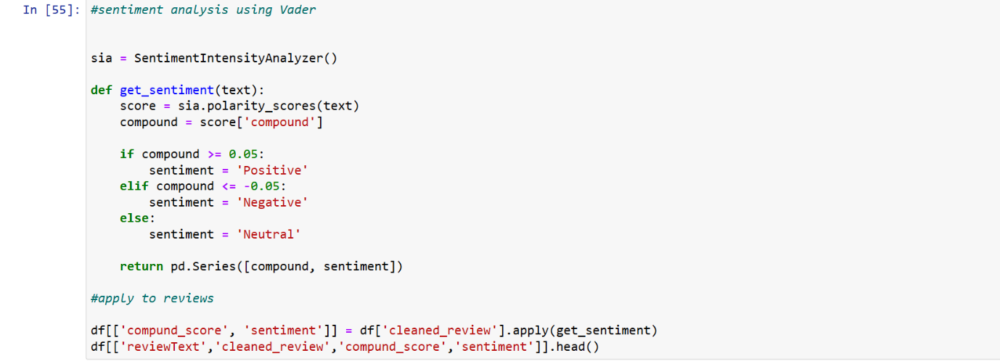 In [55]: #sentiment analysis using Vader
sia = SentimentIntensityAnalyzer()
def get_sentiment(text):
    score = sia.polarity_scores(text)
    compound = score['compound']
    if compound >= 0.05:
        sentiment = 'Positive'
    elif compound <= -0.05:
        sentiment = 'Negative'
    else:
        sentiment = 'Neutral'
    return pd.Series([compound, sentiment])
#apply to reviews
df[['compund_score', 'sentiment']] = df['cleaned_review'].apply(get_sentiment)
df[['reviewText','cleaned_review','compund_score','sentiment']].head()